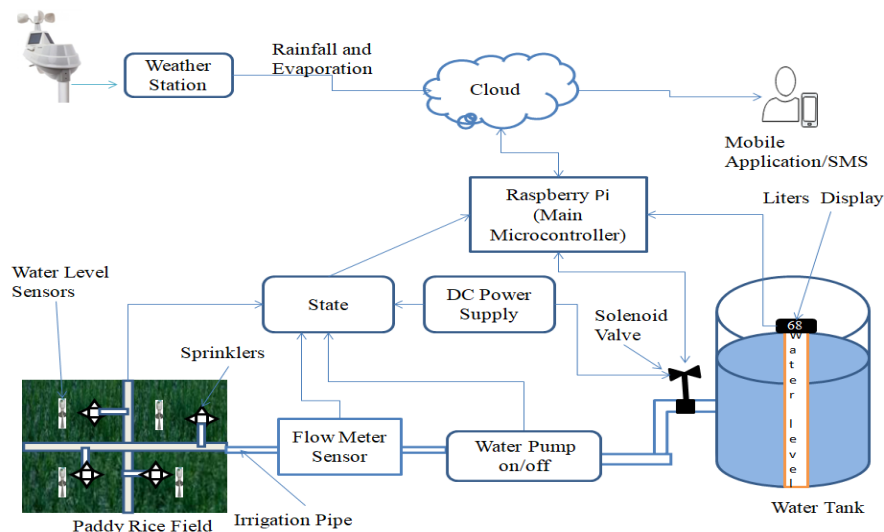 Weather
Station
Rainfall and
Evaporation
Cloud
Mobile
Application/SMS
Raspberry Pi
(Main
Microcontroller)
Liters Display
Water Level
Sensors
State
DC Power
Supply
Solenoid
Valve
68
Water level
Sprinklers
Flow Meter
Sensor
Water Pump
on/off
Paddy Rice Field
Irrigation Pipe
Water Tank